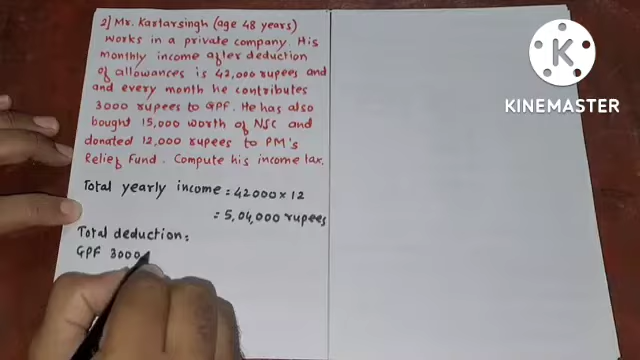 2] Mr. Kartarsingh (age 48 years)
works in a private company. His
monthly income after deduction
of allowances is 42,000 rupees and
and every month he contributes
3000 rupees to GPF. He has also
bought 15,000 worth of NSC and
donated 12,000 rupees to PM's
Relief Fund. Compute his income tax.
Total yearly income = 42000 × 12
= 5,04,000 rupees
Total deduction:
GPF 3000
K
KINEMASTER